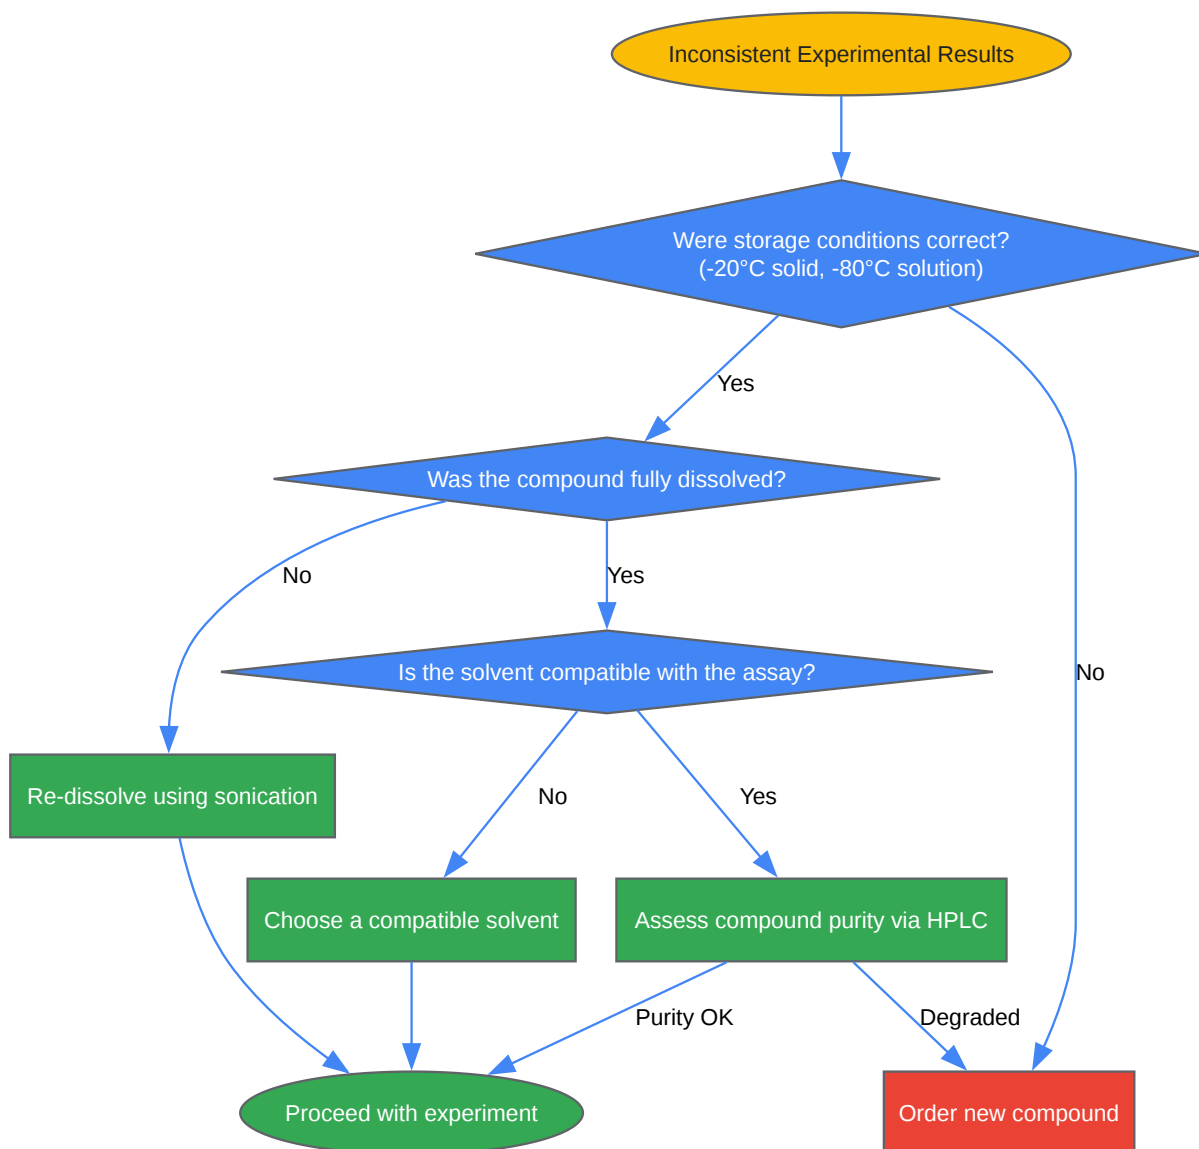 Inconsistent Experimental Results
Were storage conditions correct?
(-20°C solid, -80°C solution)
Yes
Was the compound fully dissolved?
No
Yes
Is the solvent compatible with the assay?
No
Re-dissolve using sonication
No
Yes
Choose a compatible solvent
Assess compound purity via HPLC
Purity OK
Degraded
Proceed with experiment
Order new compound